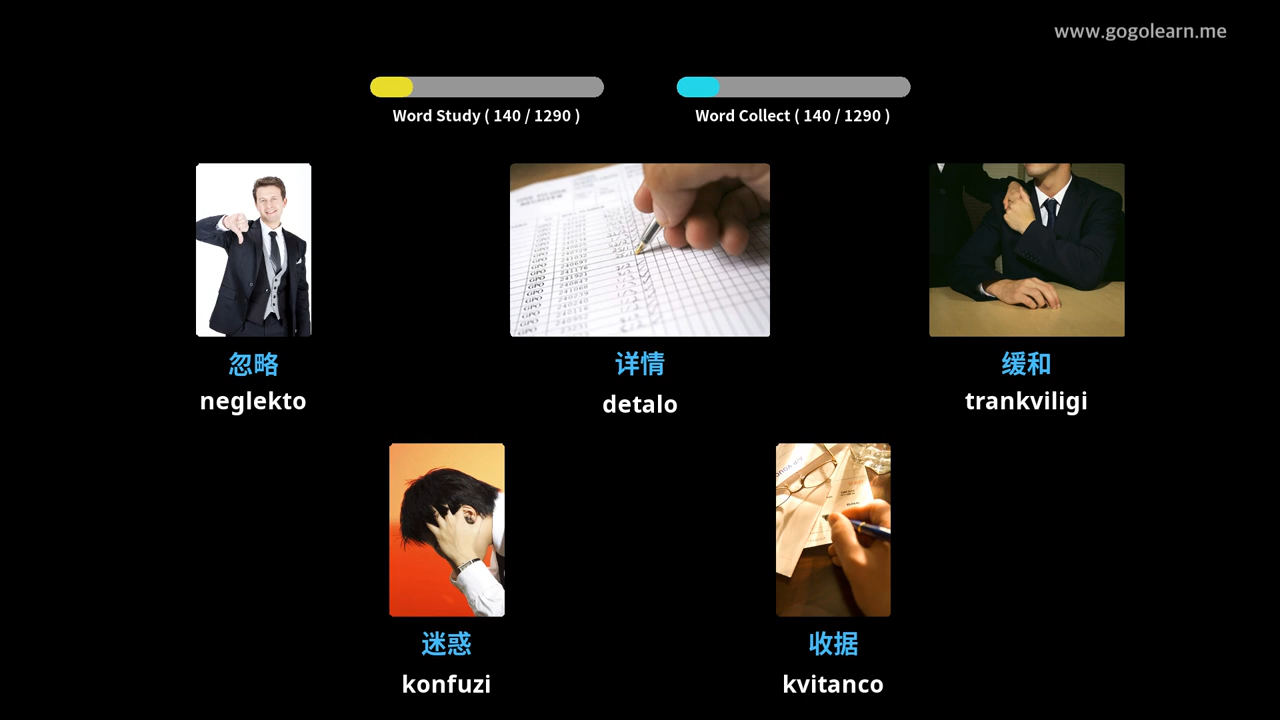 www.gogolearn.me
Word Study ( 140 / 1290 )
Word Collect ( 140 / 1290 )
忽略
neglekto
详情
detalo
缓和
trankviligi
迷惑
konfuzi
收据
kvitanco